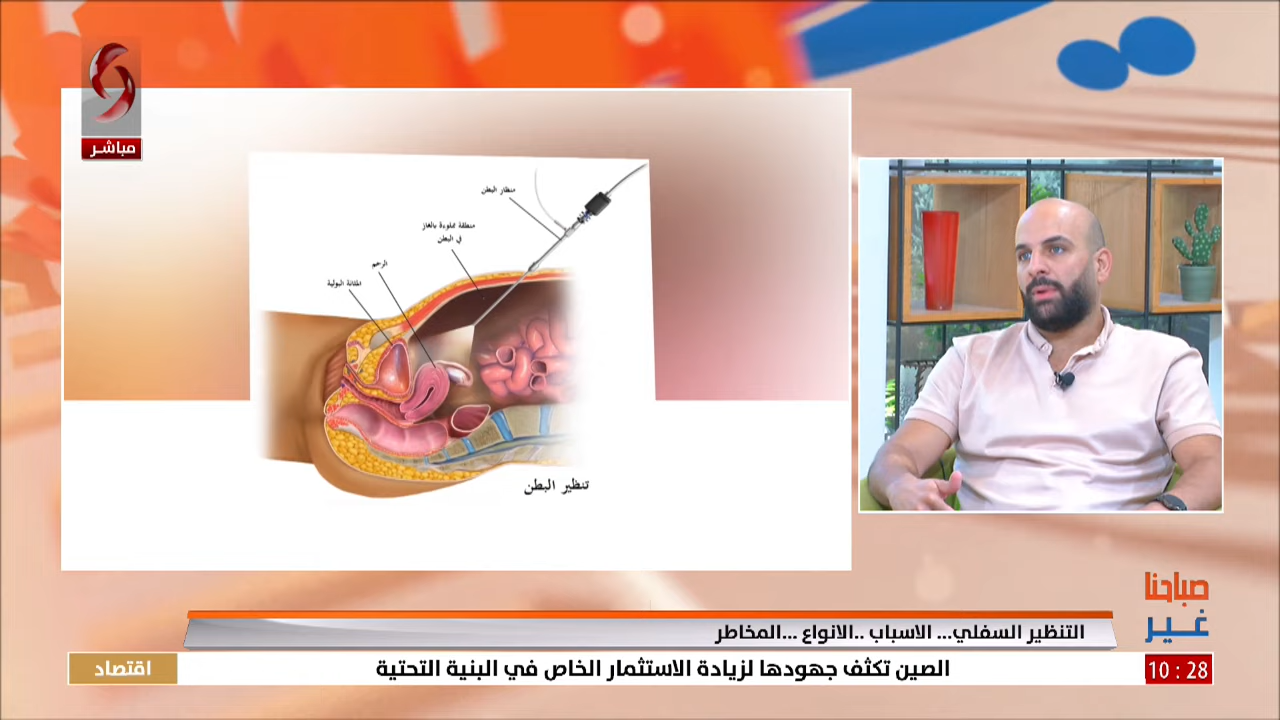 مباشر
منظار البطن
منطقة مملوءة بالغاز
في البطن
الرحم
المثانة البولية
تنظير البطن
صباحنا
غير
التنظير السفلي... الاسباب ..الانواع ...المخاطر
اقتصاد
الصين تكثف جهودها لزيادة الاستثمار الخاص في البنية التحتية
10 : 28